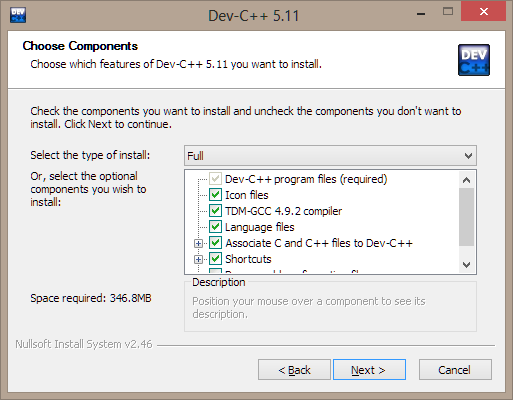 Dev-C++ 5.11
Choose Components
Choose which features of Dev-C++ 5.11 you want to install.
DEV
C++
Check the components you want to install and uncheck the components you don't want to
install. Click Next to continue.
Select the type of install:
Full
Or, select the optional
components you wish to
install:
Dev-C++ program files (required)
Icon files
TDM-GCC 4.9.2 compiler
Language files
Associate C and C++ files to Dev-C++
Shortcuts
Space required: 346.8MB
Description
Position your mouse over a component to see its
description.
Nullsoft Install System v2.46
< Back
Next >
Cancel